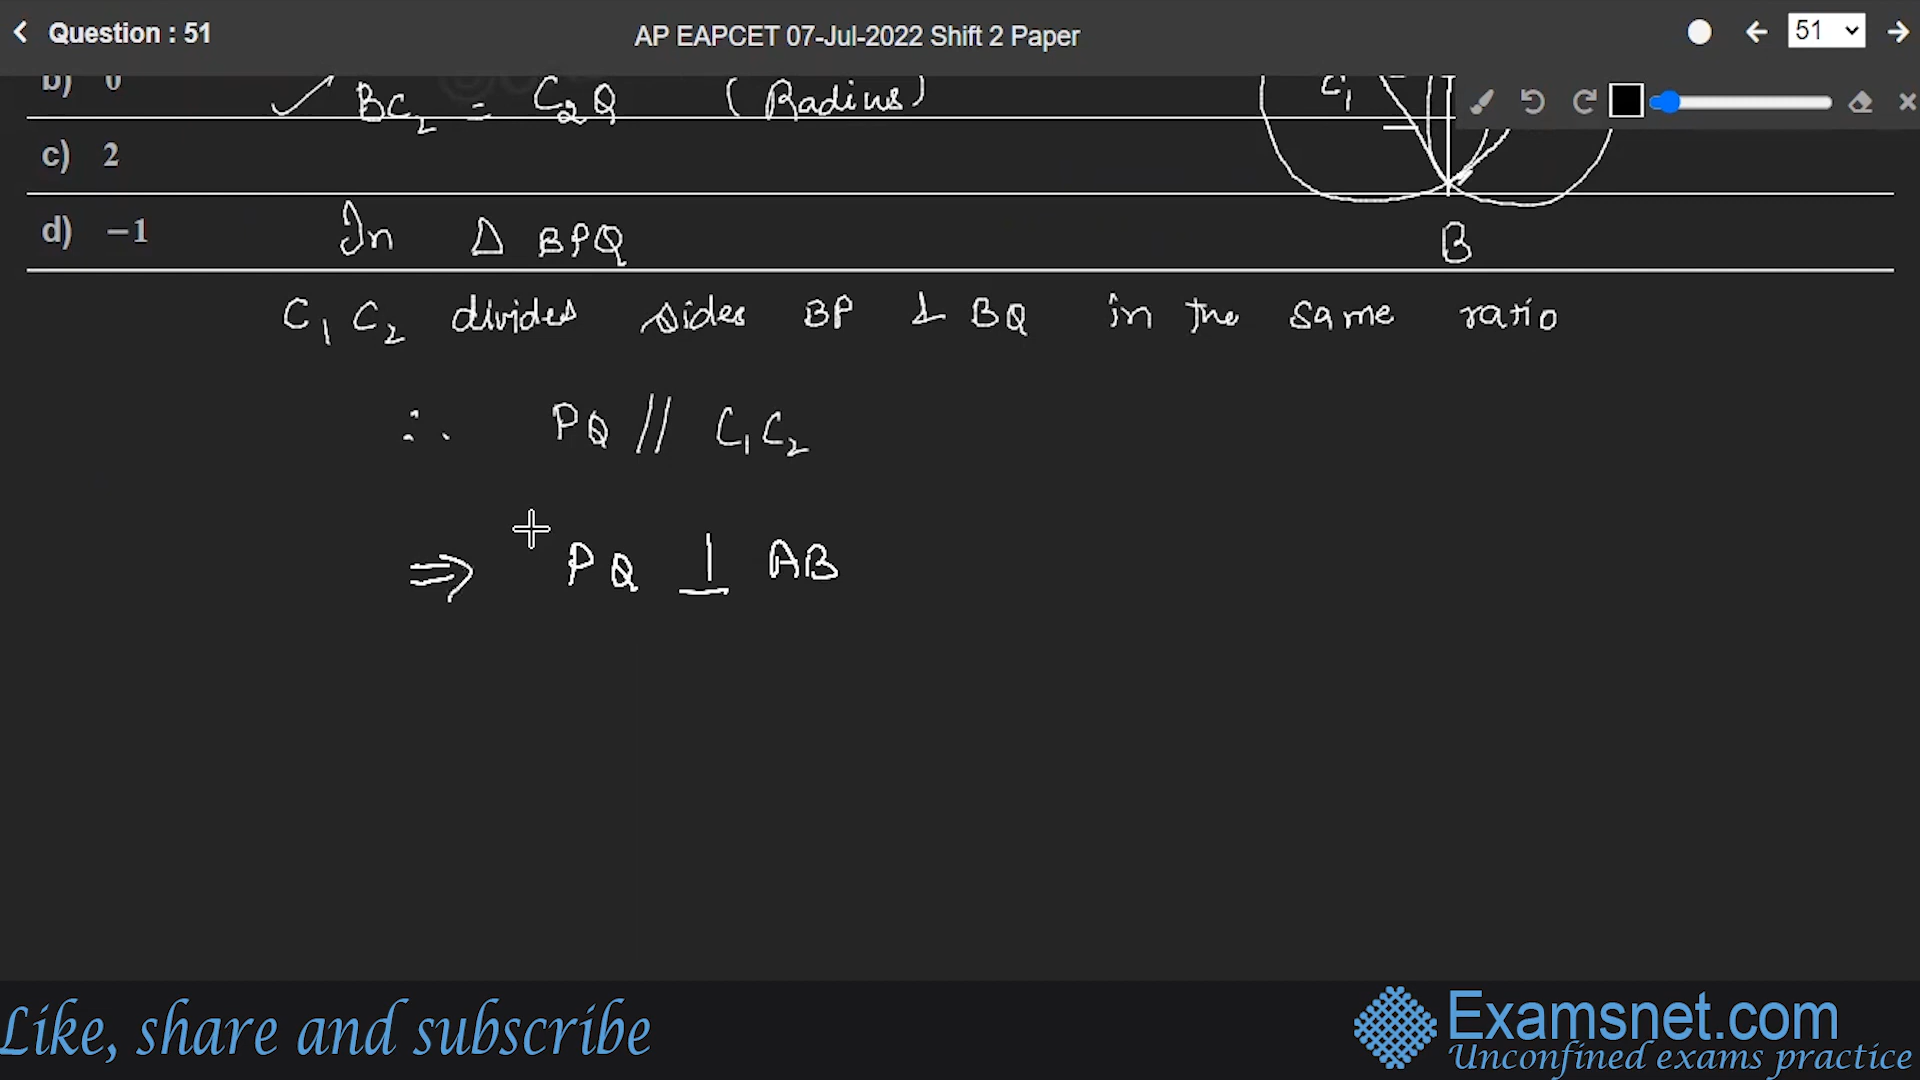 Question : 51
AP EAPCET 07-Jul-2022 Shift 2 Paper
51
b) 0
✓ BC₂ = C₂Q (Radius)
C₁
c) 2
d) −1
In Δ BPQ
B
C₁C₂ divides sides BP & BQ in the same ratio
∴ PQ // C₁C₂
⇒ PQ ⊥ AB
Like, share and subscribe
Examsnet.com
Unconfined exams practice